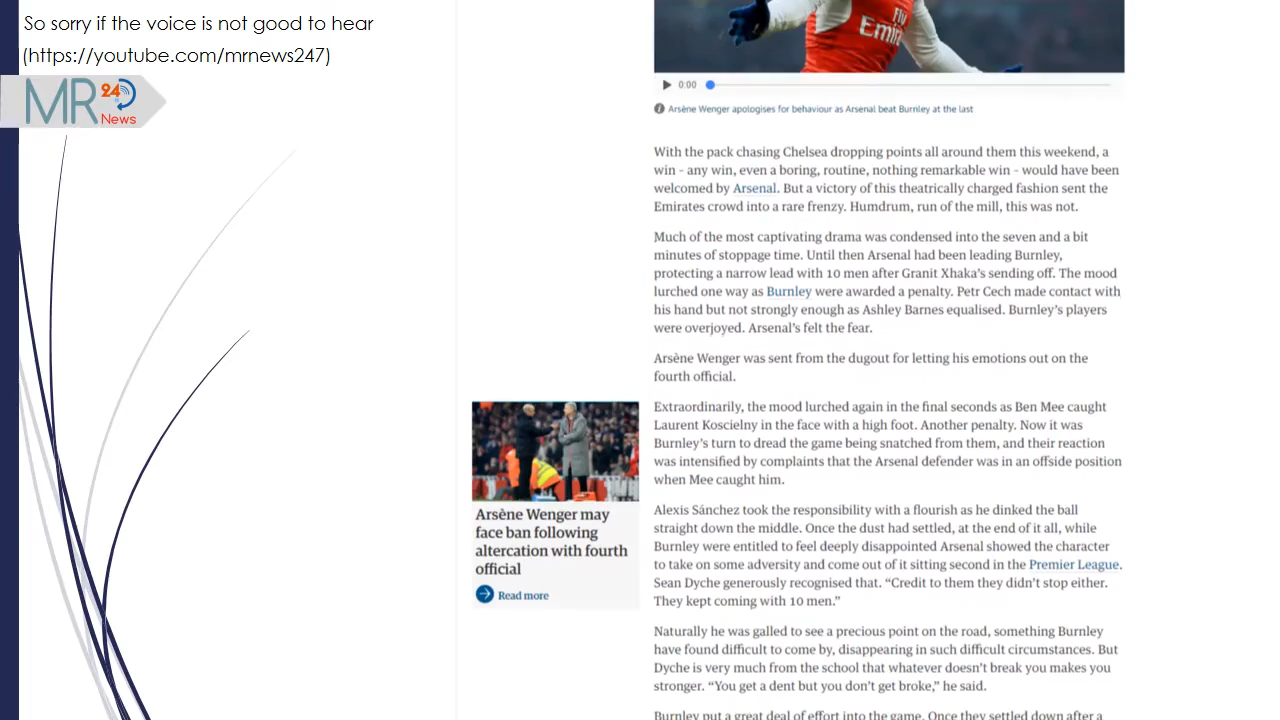 So sorry if the voice is not good to hear
(https://youtube.com/mrnews247)
MR 24
News
Fly
Emir
0:00
Arsène Wenger apologises for behaviour as Arsenal beat Burnley at the last
With the pack chasing Chelsea dropping points all around them this weekend, a
win – any win, even a boring, routine, nothing remarkable win – would have been
welcomed by Arsenal. But a victory of this theatrically charged fashion sent the
Emirates crowd into a rare frenzy. Humdrum, run of the mill, this was not.
Much of the most captivating drama was condensed into the seven and a bit
minutes of stoppage time. Until then Arsenal had been leading Burnley,
protecting a narrow lead with 10 men after Granit Xhaka’s sending off. The mood
lurched one way as Burnley were awarded a penalty. Petr Cech made contact with
his hand but not strongly enough as Ashley Barnes equalised. Burnley’s players
were overjoyed. Arsenal’s felt the fear.
Arsène Wenger was sent from the dugout for letting his emotions out on the
fourth official.
Extraordinarily, the mood lurched again in the final seconds as Ben Mee caught
Laurent Koscielny in the face with a high foot. Another penalty. Now it was
Burnley’s turn to dread the game being snatched from them, and their reaction
was intensified by complaints that the Arsenal defender was in an offside position
when Mee caught him.
Arsène Wenger may
face ban following
altercation with fourth
official
Read more
Alexis Sánchez took the responsibility with a flourish as he dinked the ball
straight down the middle. Once the dust had settled, at the end of it all, while
Burnley were entitled to feel deeply disappointed Arsenal showed the character
to take on some adversity and come out of it sitting second in the Premier League.
Sean Dyche generously recognised that. “Credit to them they didn’t stop either.
They kept coming with 10 men.”
Naturally he was galled to see a precious point on the road, something Burnley
have found difficult to come by, disappearing in such difficult circumstances. But
Dyche is very much from the school that whatever doesn’t break you makes you
stronger. “You get a dent but you don’t get broke,” he said.
Burnley put a great deal of effort into the game. Once they settled down after a